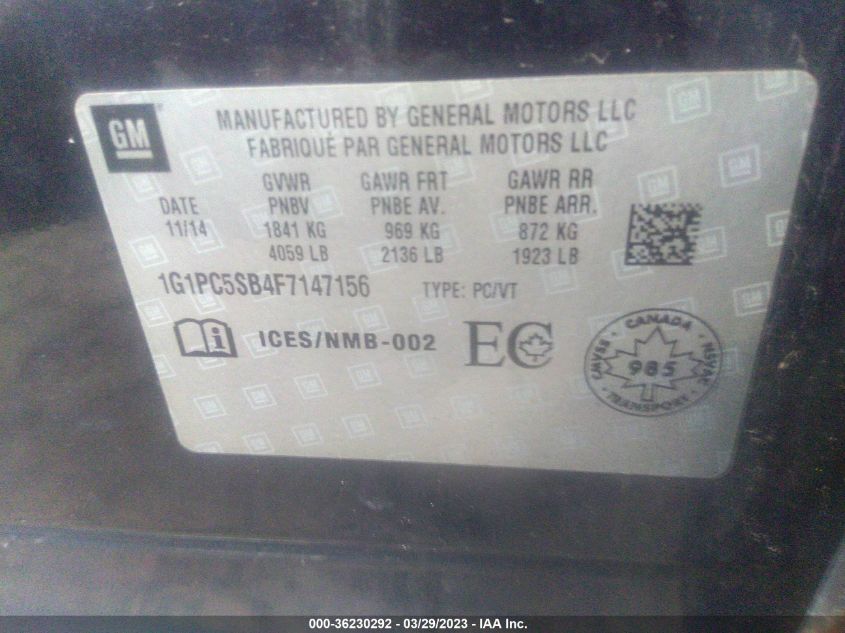 GM
MANUFACTURED BY GENERAL MOTORS LLC
FABRIQUÉ PAR GENERAL MOTORS LLC
GVWR GAWR FRT GAWR RR
DATE PNBV PNBE AV. PNBE ARR.
11/14 1841 KG 969 KG 872 KG
4059 LB 2136 LB 1923 LB
1G1PC5SB4F7147156 TYPE: PC/VT
ICES/NMB-002
EC
CANADA
985
TRANSPORT
NSVAC
CMVSS
000-36230292 - 03/29/2023 - IAA Inc.